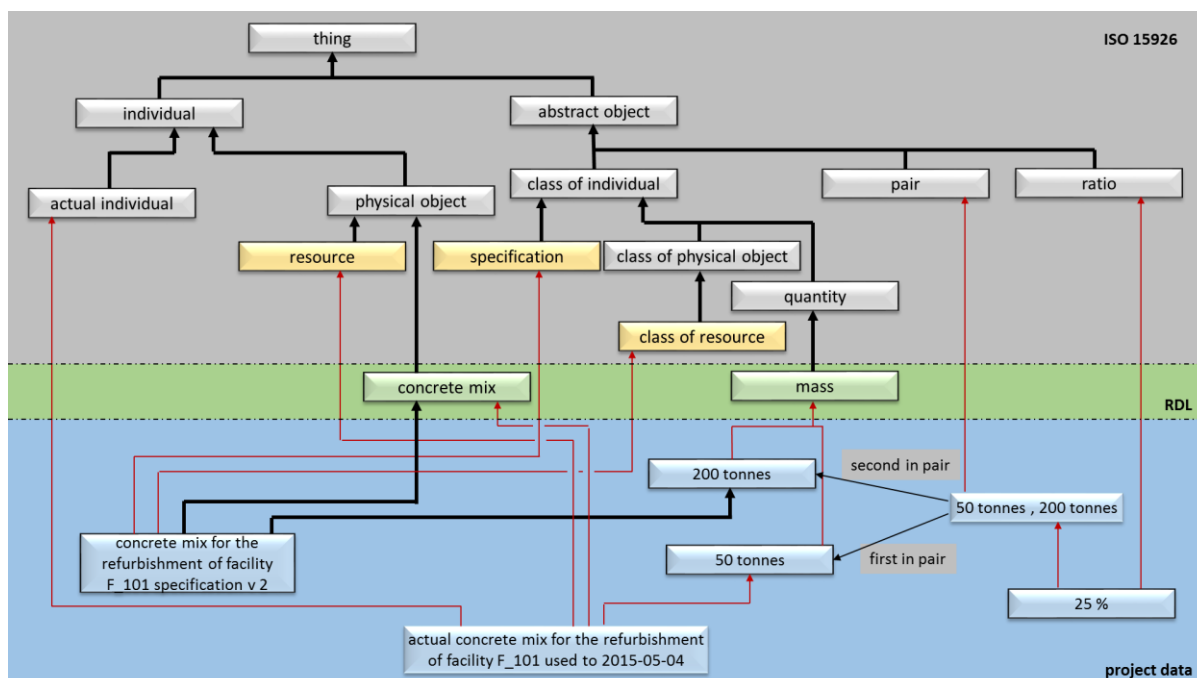 thing
ISO 15926
individual
abstract object
actual individual
physical object
class of individual
pair
ratio
resource
specification
class of physical object
quantity
class of resource
concrete mix
mass
RDL
200 tonnes
second in pair
50 tonnes , 200 tonnes
concrete mix for the
refurbishment of facility
F_101 specification v 2
50 tonnes
first in pair
25 %
actual concrete mix for the refurbishment
of facility F_101 used to 2015-05-04
project data